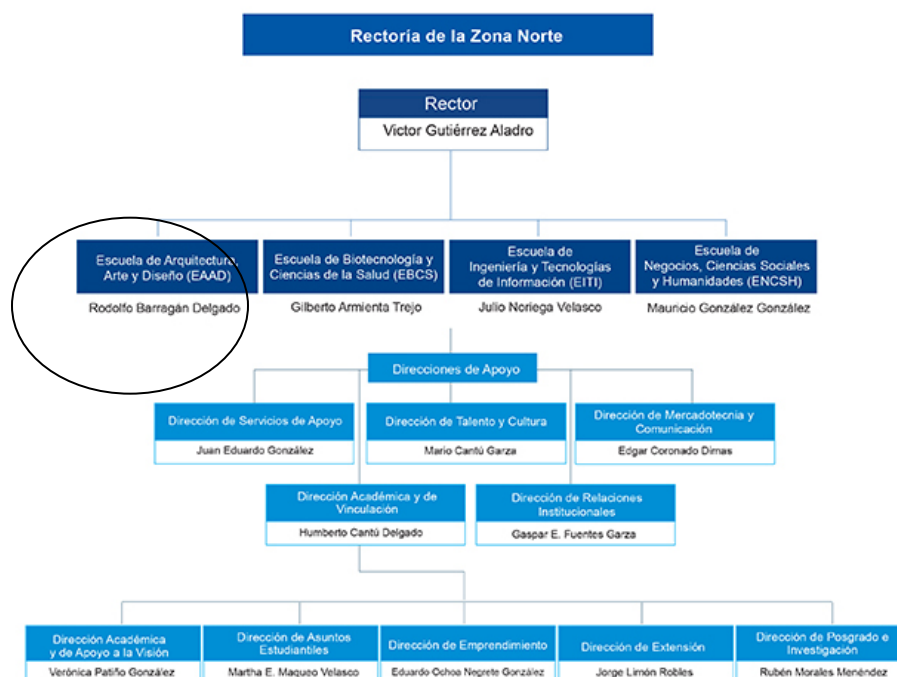 Rectoría de la Zona Norte
Rector
Victor Gutiérrez Aladro
Escuela de Arquitectura,
Arte y Diseño (EAAD)
Rodolfo Barragán Delgado
Escuela de Biotecnología y
Ciencias de la Salud (EBCS)
Gilberto Armienta Trejo
Escuela de
Ingeniería y Tecnologías
de Información (EITI)
Julio Noriega Velasco
Escuela de
Negocios, Ciencias Sociales
y Humanidades (ENCSH)
Mauricio González González
Direcciones de Apoyo
Dirección de Servicios de Apoyo
Juan Eduardo González
Dirección de Talento y Cultura
Mario Cantú Garza
Dirección de Mercadotecnia y
Comunicación
Edgar Coronado Dimas
Dirección Académica y de
Vinculación
Humberto Cantú Delgado
Dirección de Relaciones
Institucionales
Gaspar E. Fuentes Garza
Dirección Académica
y de Apoyo a la Visión
Verónica Patiño González
Dirección de Asuntos
Estudiantiles
Martha E. Maqueo Velasco
Dirección de Emprendimiento
Eduardo Ochoa Negrete González
Dirección de Extensión
Jorge Limón Robles
Dirección de Posgrado e
Investigación
Rubén Morales Menéndez